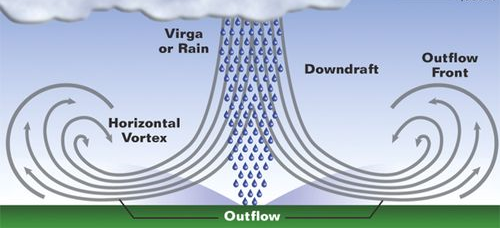 Virga
or Rain
Downdraft
Outflow
Front
Horizontal
Vortex
Outflow